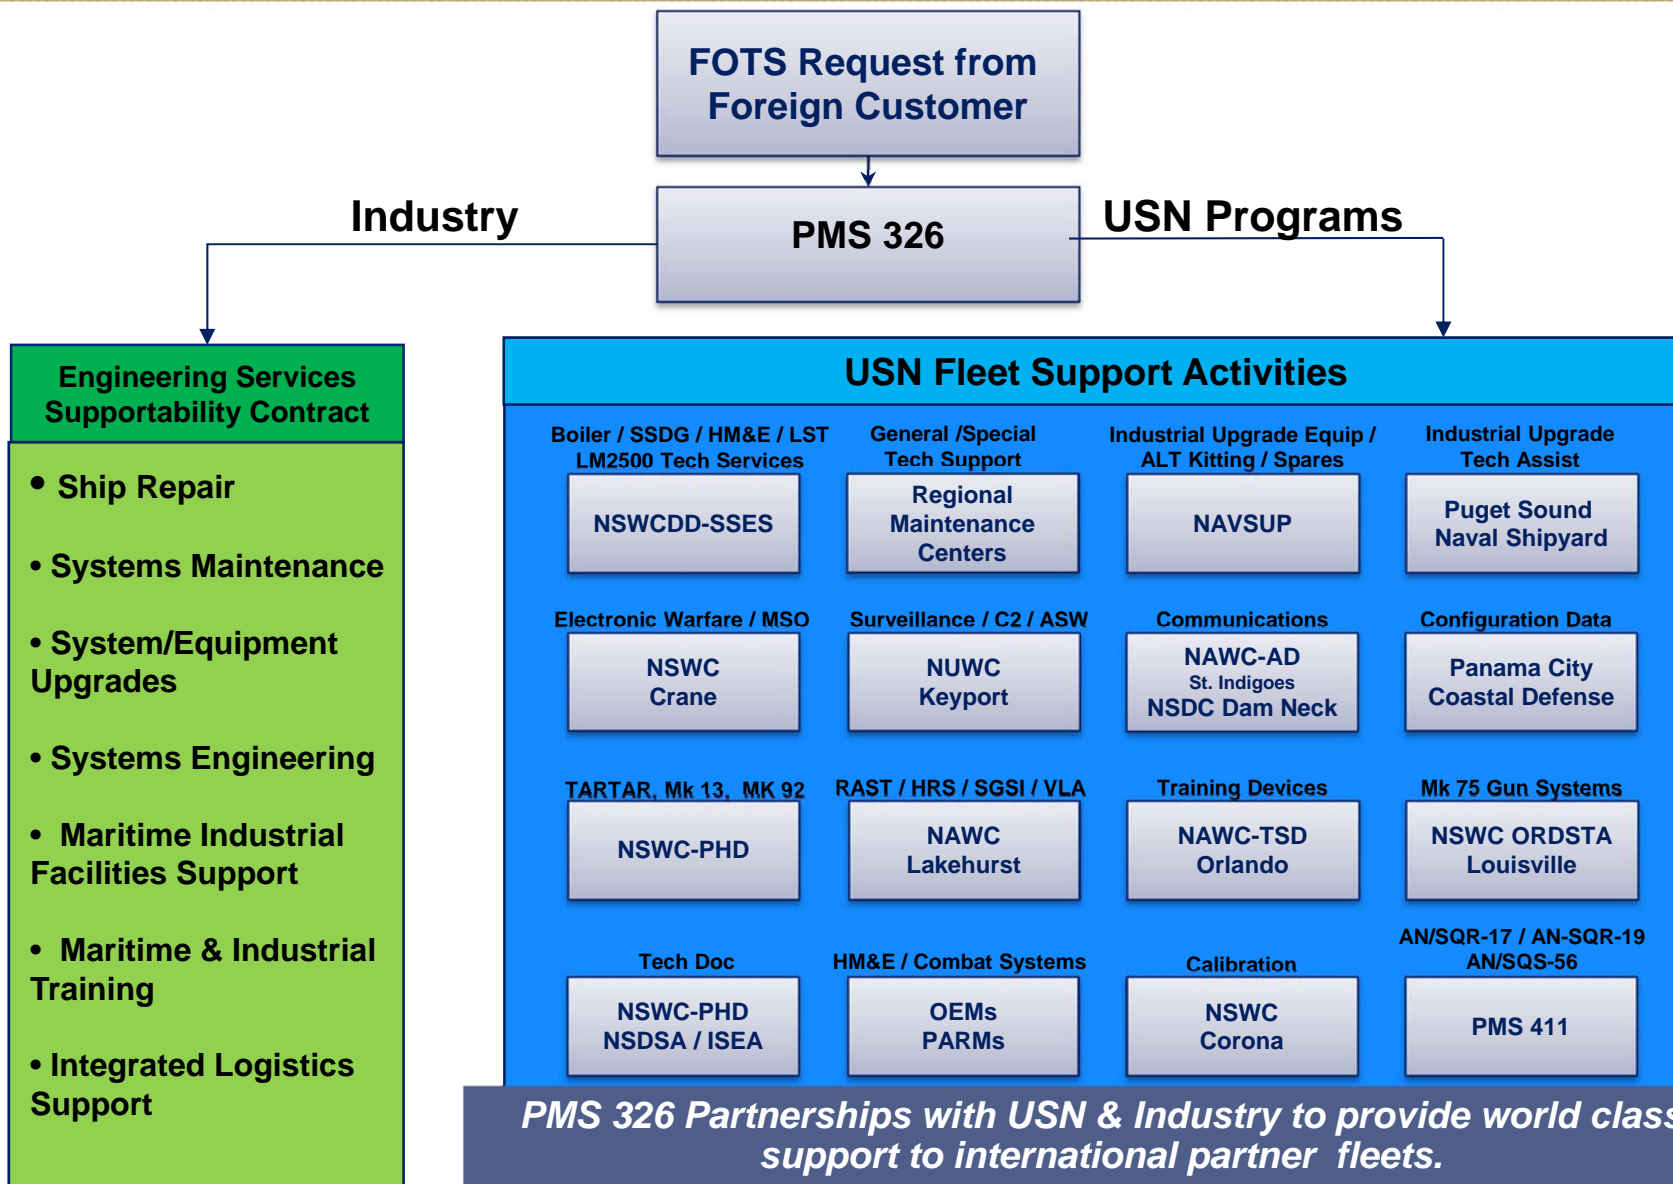 FOTS Request from
Foreign Customer
Industry
PMS 326
USN Programs
Engineering Services
Supportability Contract
• Ship Repair
• Systems Maintenance
• System/Equipment
Upgrades
• Systems Engineering
• Maritime Industrial
Facilities Support
• Maritime & Industrial
Training
• Integrated Logistics
Support
USN Fleet Support Activities
Boiler / SSDG / HM&E / LST
LM2500 Tech Services
NSWCDD-SSES
General /Special
Tech Support
Regional
Maintenance
Centers
Industrial Upgrade Equip /
ALT Kitting / Spares
NAVSUP
Industrial Upgrade
Tech Assist
Puget Sound
Naval Shipyard
Electronic Warfare / MSO
NSWC
Crane
Surveillance / C2 / ASW
NUWC
Keyport
Communications
NAWC-AD
St. Indigoes
NSDC Dam Neck
Configuration Data
Panama City
Coastal Defense
TARTAR, Mk 13, MK 92
NSWC-PHD
RAST / HRS / SGSI / VLA
NAWC
Lakehurst
Training Devices
NAWC-TSD
Orlando
Mk 75 Gun Systems
NSWC ORDSTA
Louisville
Tech Doc
NSWC-PHD
NSDSA / ISEA
HM&E / Combat Systems
OEMs
PARMs
Calibration
NSWC
Corona
AN/SQR-17 / AN-SQR-19
AN/SQS-56
PMS 411
PMS 326 Partnerships with USN & Industry to provide world class
support to international partner fleets.